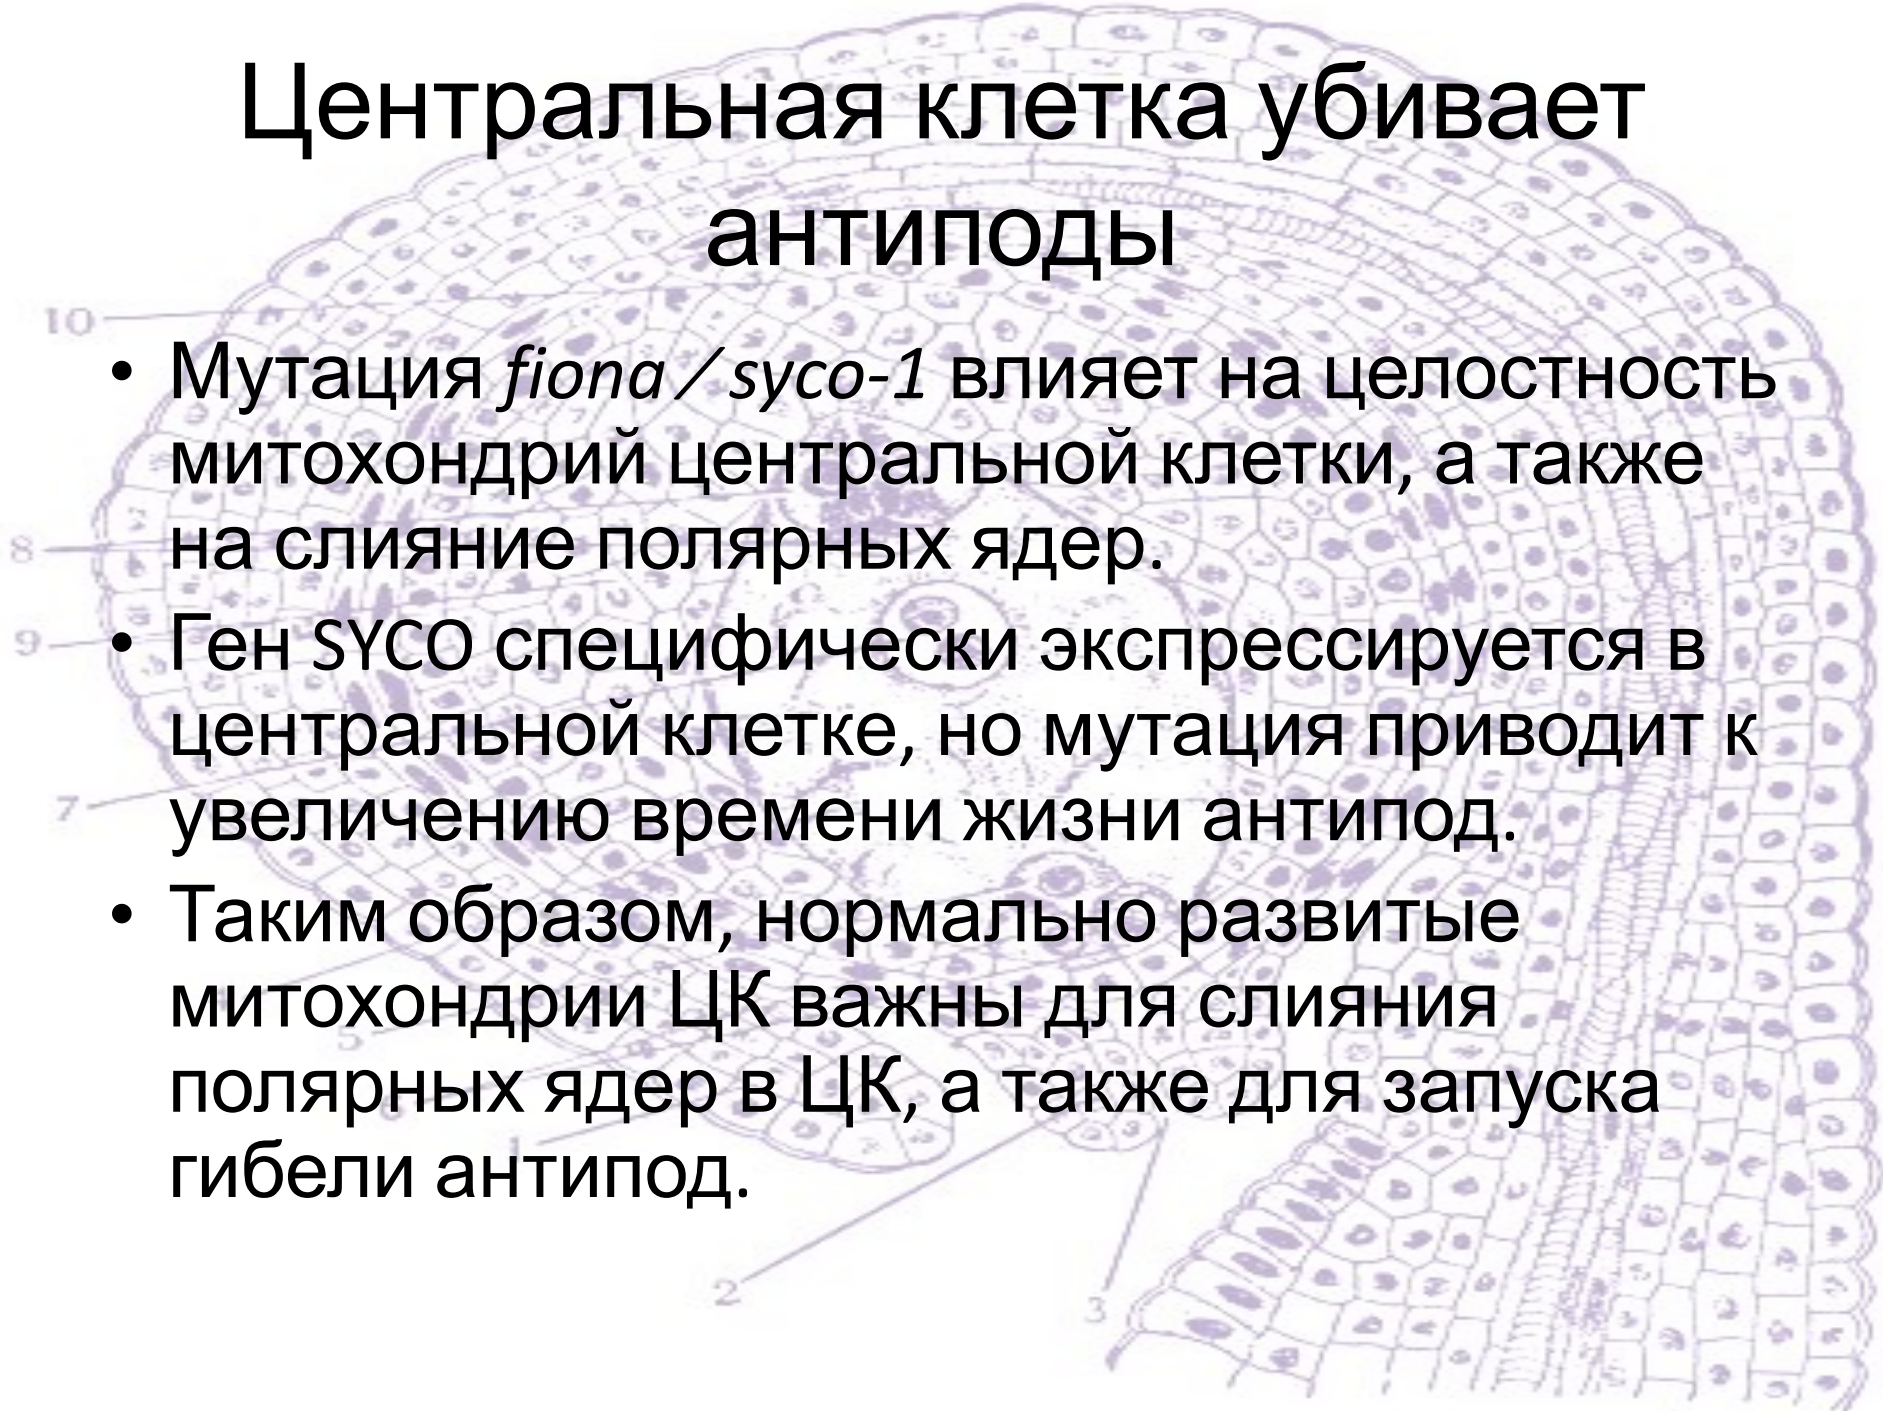 Центральная клетка убивает
антиподы
• Мутация fiona ⁄ syco-1 влияет на целостность
митохондрий центральной клетки, а также
на слияние полярных ядер.
• Ген SYCO специфически экспрессируется в
центральной клетке, но мутация приводит к
увеличению времени жизни антипод.
• Таким образом, нормально развитые
митохондрии ЦК важны для слияния
полярных ядер в ЦК, а также для запуска
гибели антипод.
10
8
9
7
5
1
2
3